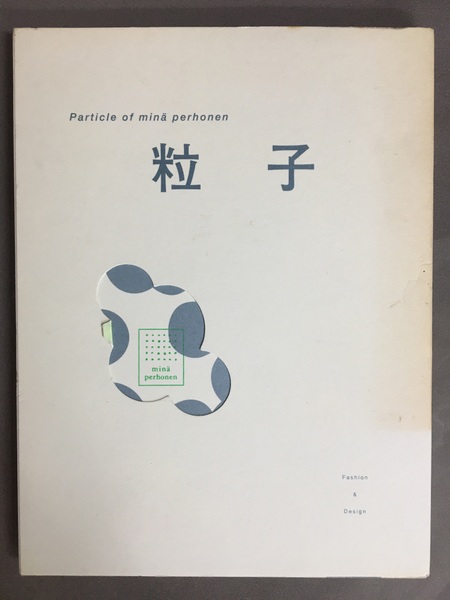 Particle of minä perhonen
粒子
minä
perhonen
Fashion
&
Design